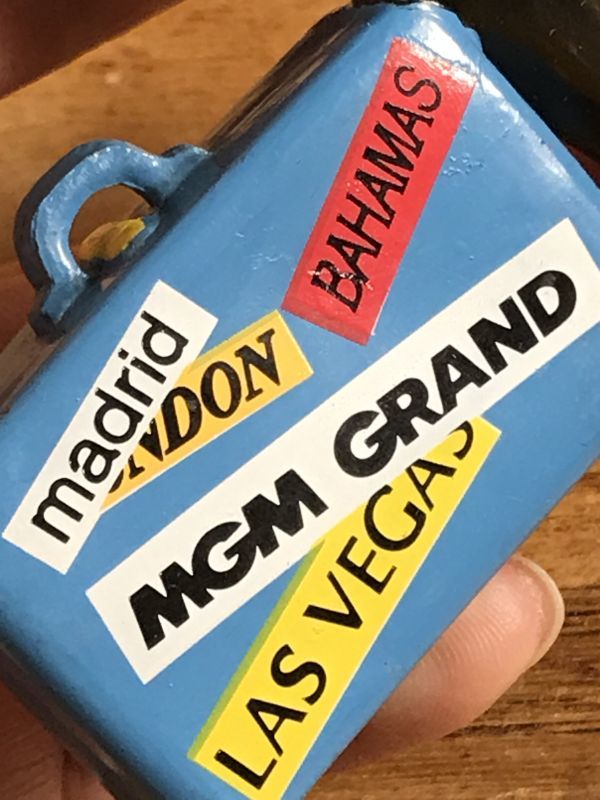 BAHAMAS
madrid
NDON
MGM GRAND
LAS VEGAS